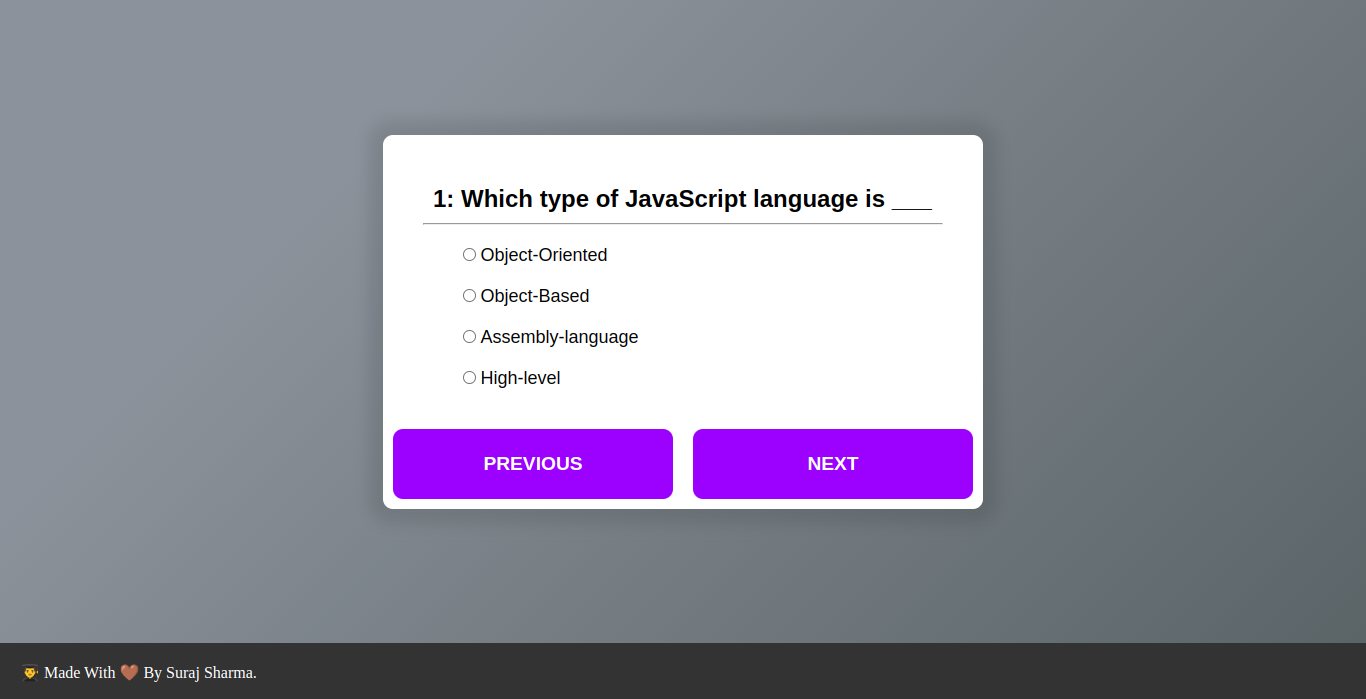 1: Which type of JavaScript language is ___
Object-Oriented
Object-Based
Assembly-language
High-level
PREVIOUS
NEXT
👨‍🎓 Made With 🤎 By Suraj Sharma.